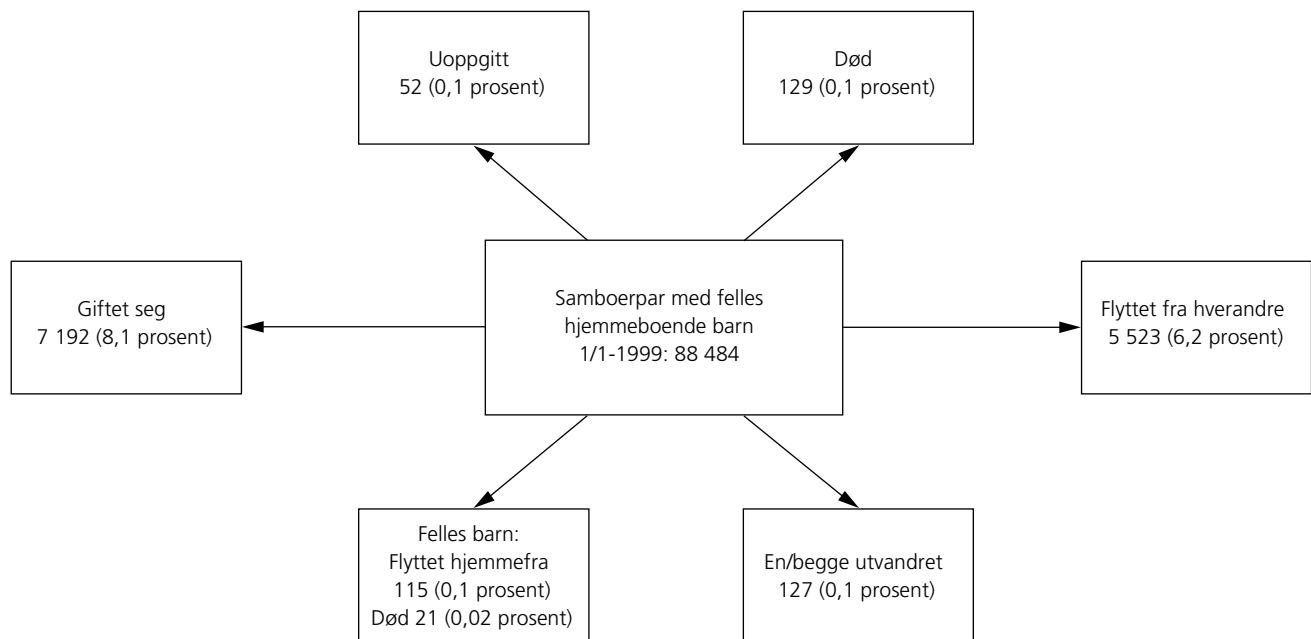 Uoppgitt
52 (0,1 prosent)
Død
129 (0,1 prosent)
Giftet seg
7 192 (8,1 prosent)
Samboerpar med felles
hjemmeboende barn
1/1-1999: 88 484
Flyttet fra hverandre
5 523 (6,2 prosent)
Felles barn:
Flyttet hjemmefra
115 (0,1 prosent)
Død 21 (0,02 prosent)
En/begge utvandret
127 (0,1 prosent)